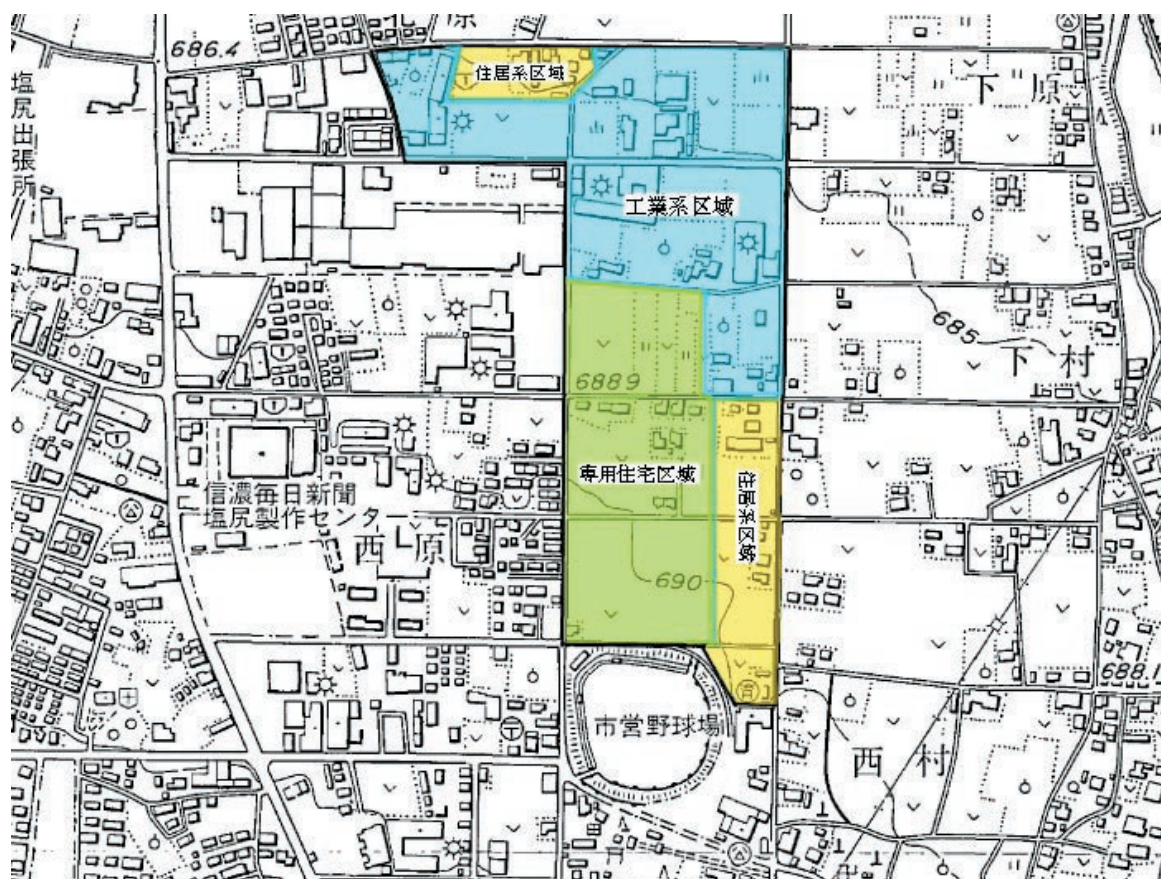 原
686.4
住居系区域
塩尻出張所
下原
工業系区域
685
下村
6889
専用住宅区域
住居系区域
信濃毎日新聞
塩尻製作センター
西原
690
688.1
市営野球場
西村